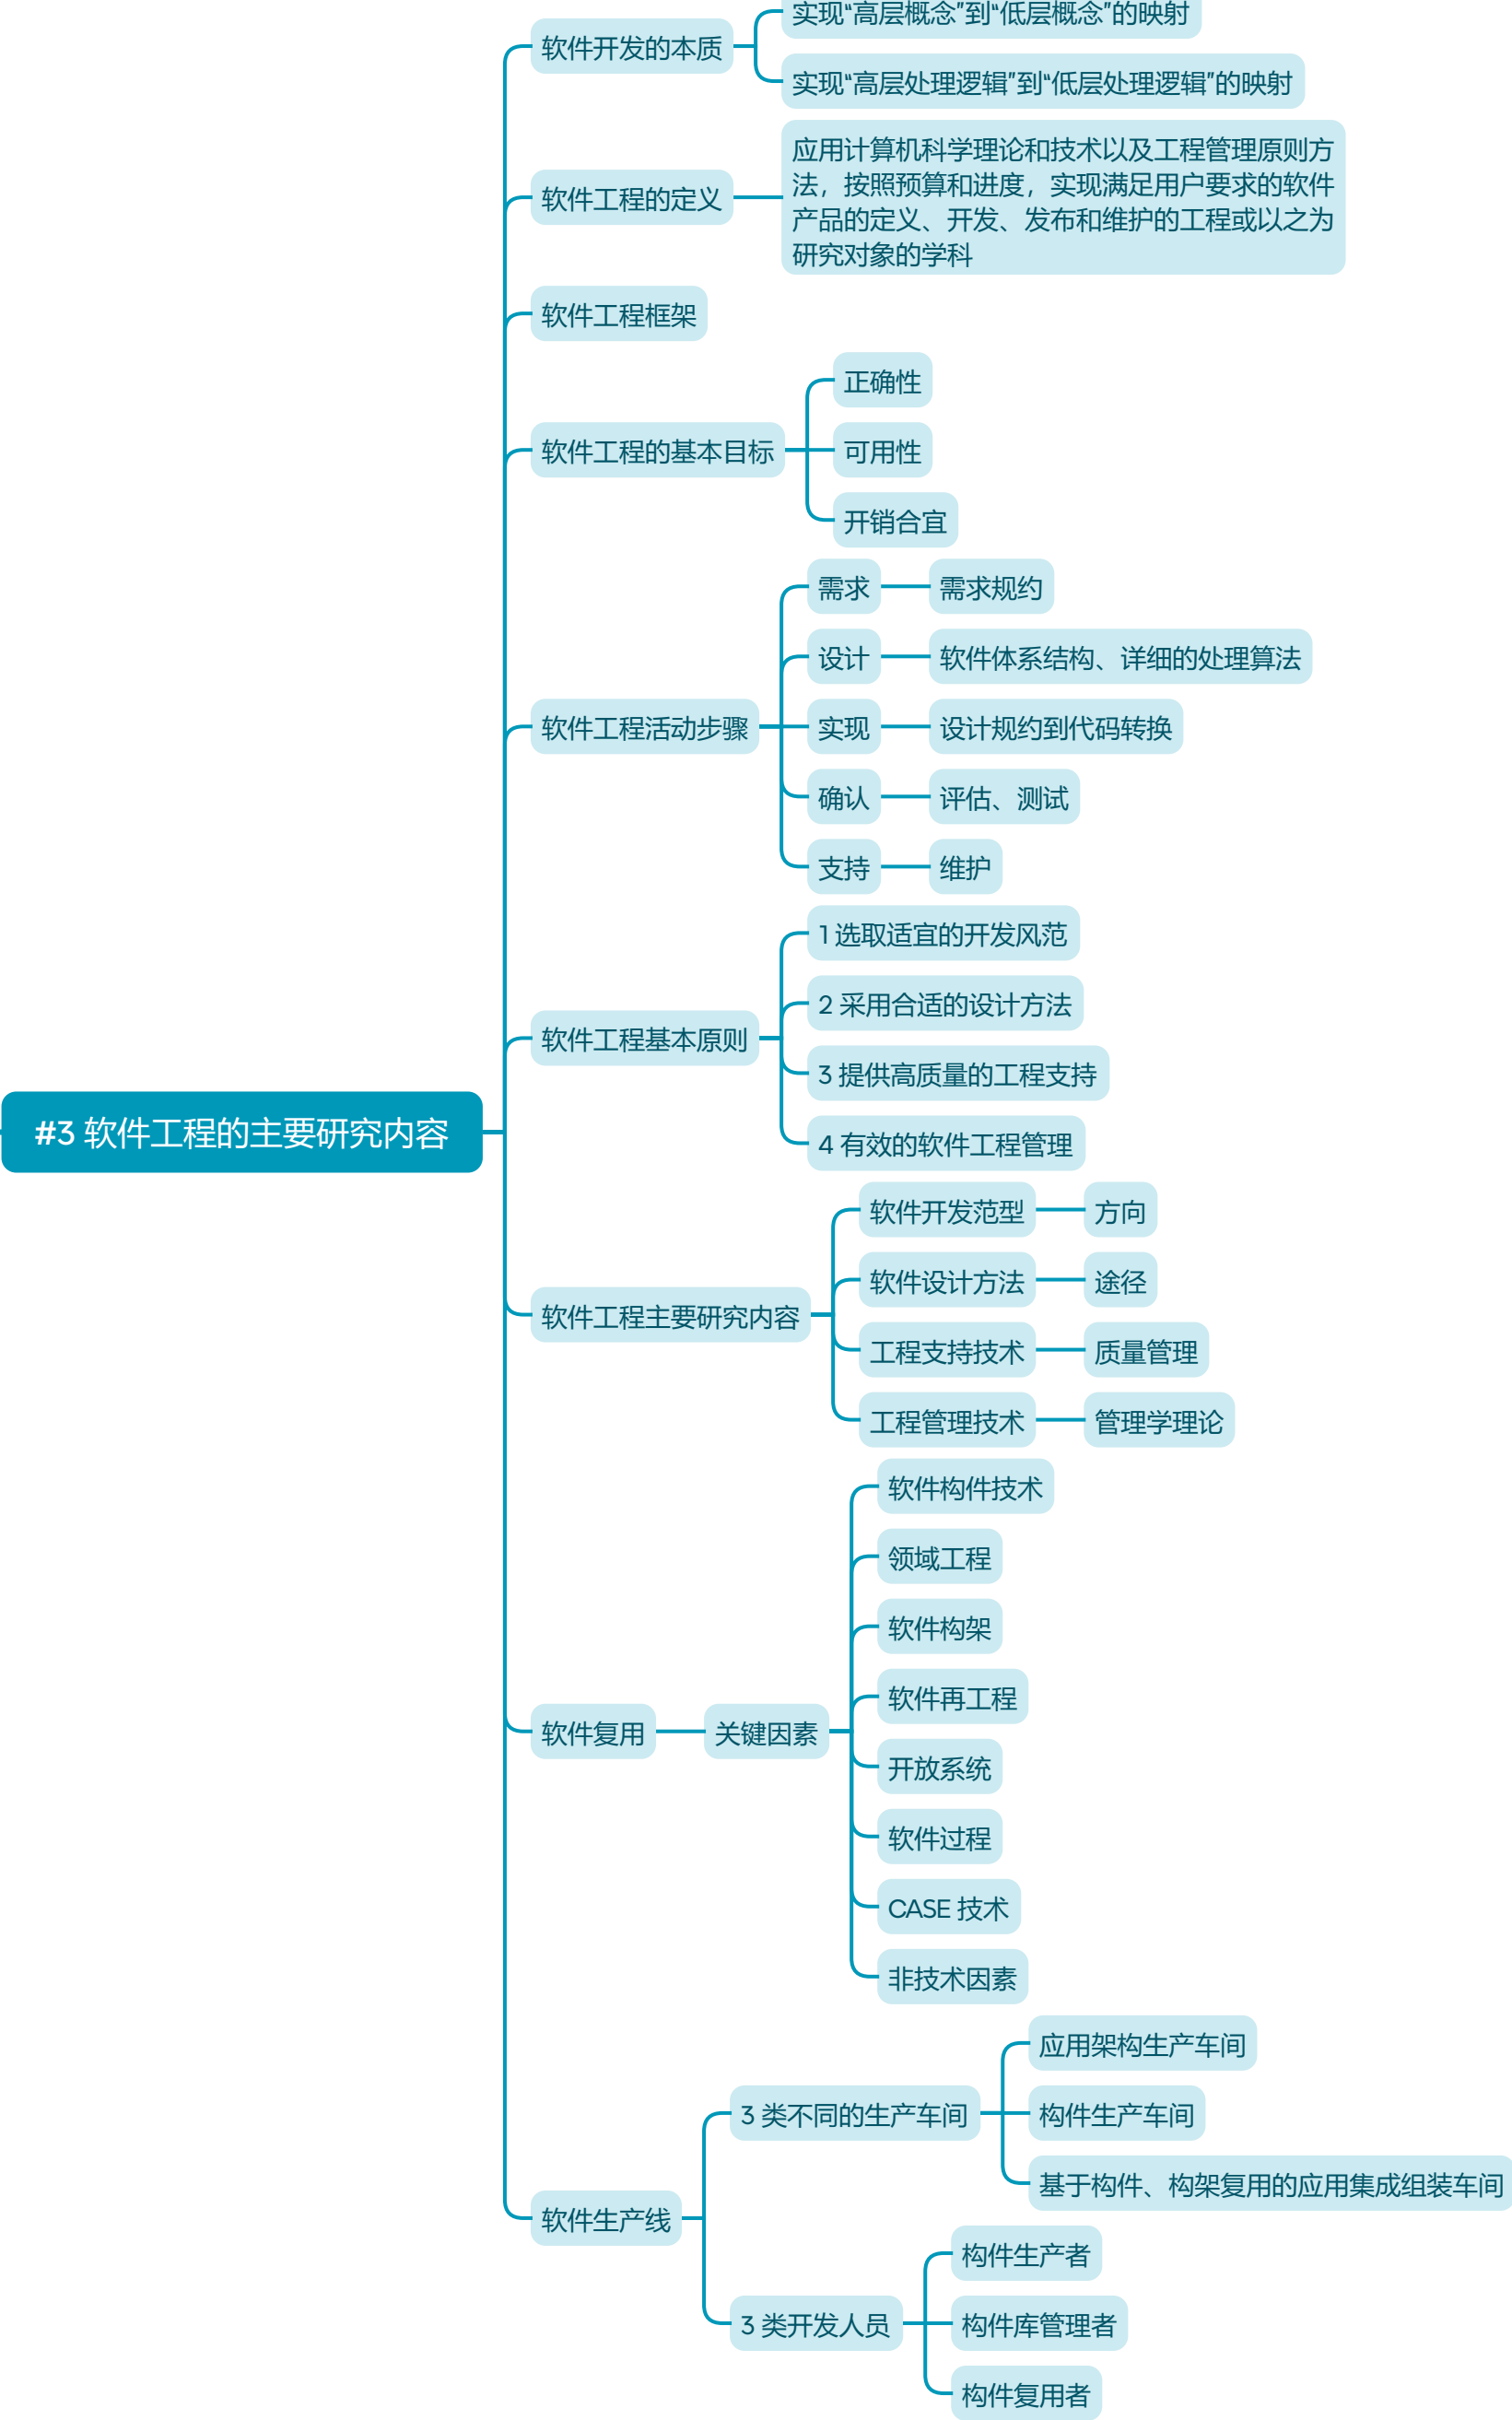 #3 软件工程的主要研究内容
软件开发的本质
实现“高层概念”到“低层概念”的映射
实现“高层处理逻辑”到“低层处理逻辑”的映射
软件工程的定义
应用计算机科学理论和技术以及工程管理原则方
法，按照预算和进度，实现满足用户要求的软件
产品的定义、开发、发布和维护的工程或以之为
研究对象的学科
软件工程框架
软件工程的基本目标
正确性
可用性
开销合宜
软件工程活动步骤
需求
需求规约
设计
软件体系结构、详细的处理算法
实现
设计规约到代码转换
确认
评估、测试
支持
维护
软件工程基本原则
1 选取适宜的开发风范
2 采用合适的设计方法
3 提供高质量的工程支持
4 有效的软件工程管理
软件工程主要研究内容
软件开发范型
方向
软件设计方法
途径
工程支持技术
质量管理
工程管理技术
管理学理论
软件复用
关键因素
软件构件技术
领域工程
软件构架
软件再工程
开放系统
软件过程
CASE 技术
非技术因素
软件生产线
3 类不同的生产车间
应用架构生产车间
构件生产车间
基于构件、构架复用的应用集成组装车间
3 类开发人员
构件生产者
构件库管理者
构件复用者